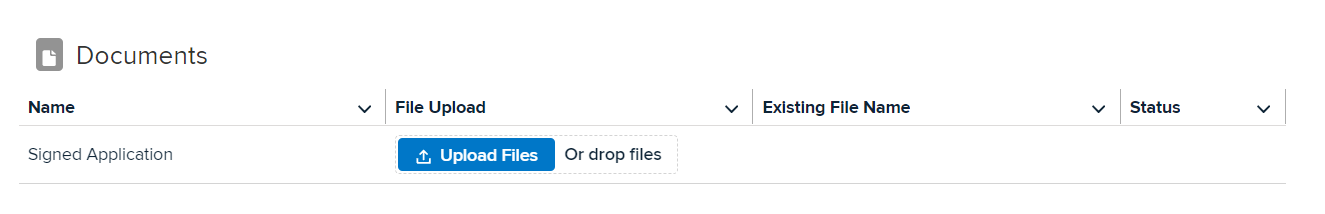 Documents
Name File Upload Existing File Name Status
Signed Application Upload Files Or drop files